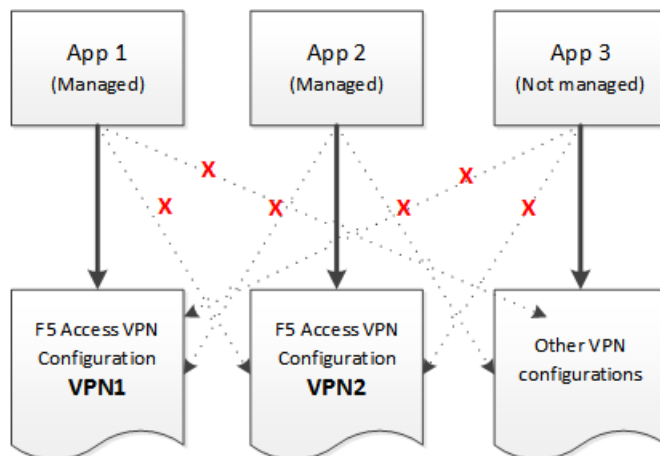 App 1
(Managed)
App 2
(Managed)
App 3
(Not managed)
X
X
X
X
X
X
F5 Access VPN
Configuration
VPN1
F5 Access VPN
Configuration
VPN2
Other VPN
configurations